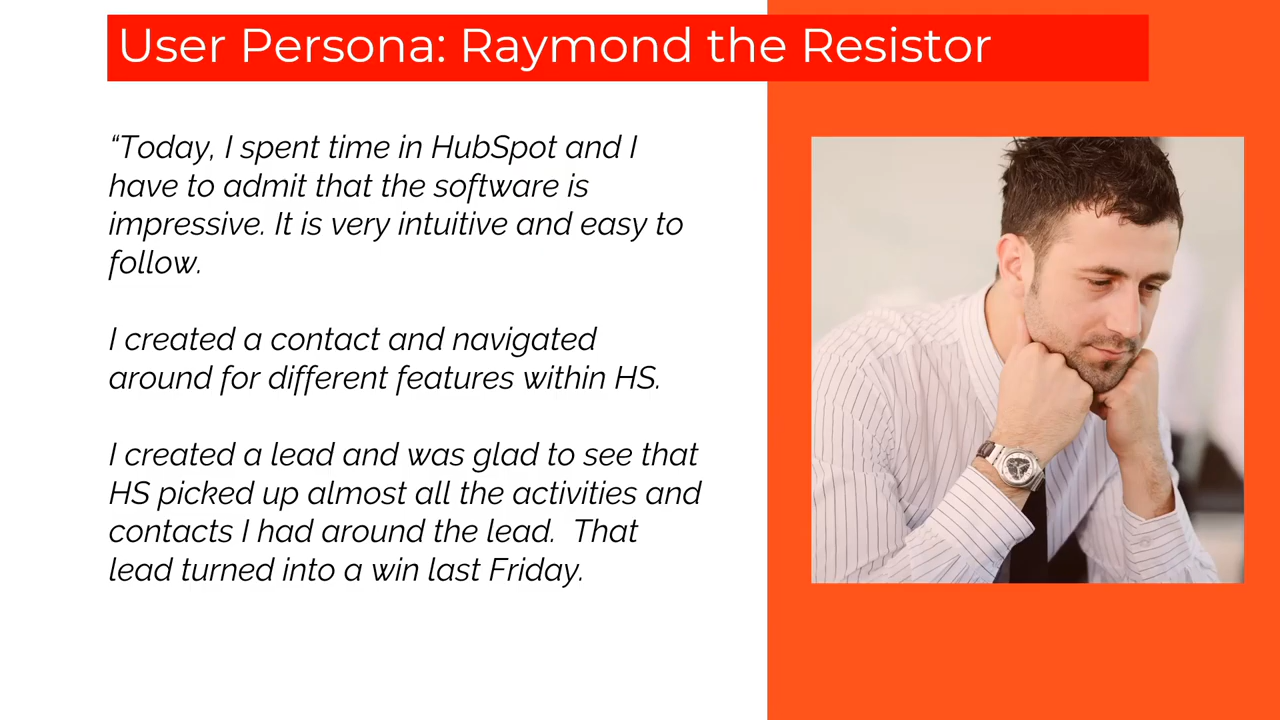 User Persona: Raymond the Resistor
“Today, I spent time in HubSpot and I
have to admit that the software is
impressive. It is very intuitive and easy to
follow.
I created a contact and navigated
around for different features within HS.
I created a lead and was glad to see that
HS picked up almost all the activities and
contacts I had around the lead.  That
lead turned into a win last Friday.